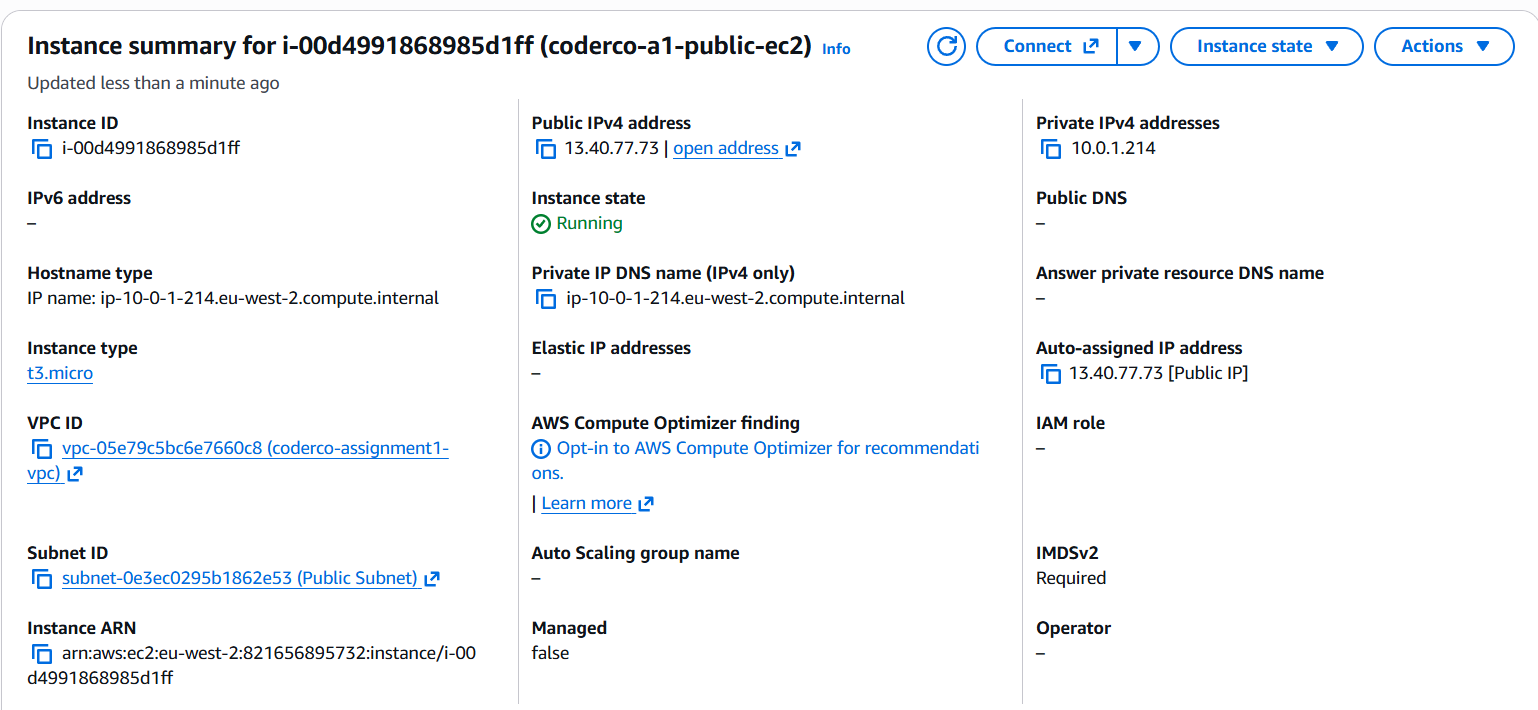 Instance summary for i-00d4991868985d1ff (coderco-a1-public-ec2) Info
Connect
Instance state
Actions
Updated less than a minute ago
Instance ID
i-00d4991868985d1ff
Public IPv4 address
13.40.77.73 | open address
Private IPv4 addresses
10.0.1.214
IPv6 address
–
Instance state
Running
Public DNS
–
Hostname type
IP name: ip-10-0-1-214.eu-west-2.compute.internal
Private IP DNS name (IPv4 only)
ip-10-0-1-214.eu-west-2.compute.internal
Answer private resource DNS name
–
Instance type
t3.micro
Elastic IP addresses
–
Auto-assigned IP address
13.40.77.73 [Public IP]
VPC ID
vpc-05e79c5bc6e7660c8 (coderco-assignment1-
vpc)
AWS Compute Optimizer finding
Opt-in to AWS Compute Optimizer for recommendati
ons.
| Learn more
IAM role
–
Subnet ID
subnet-0e3ec0295b1862e53 (Public Subnet)
Auto Scaling group name
–
IMDSv2
Required
Instance ARN
arn:aws:ec2:eu-west-2:821656895732:instance/i-00
d4991868985d1ff
Managed
false
Operator
–